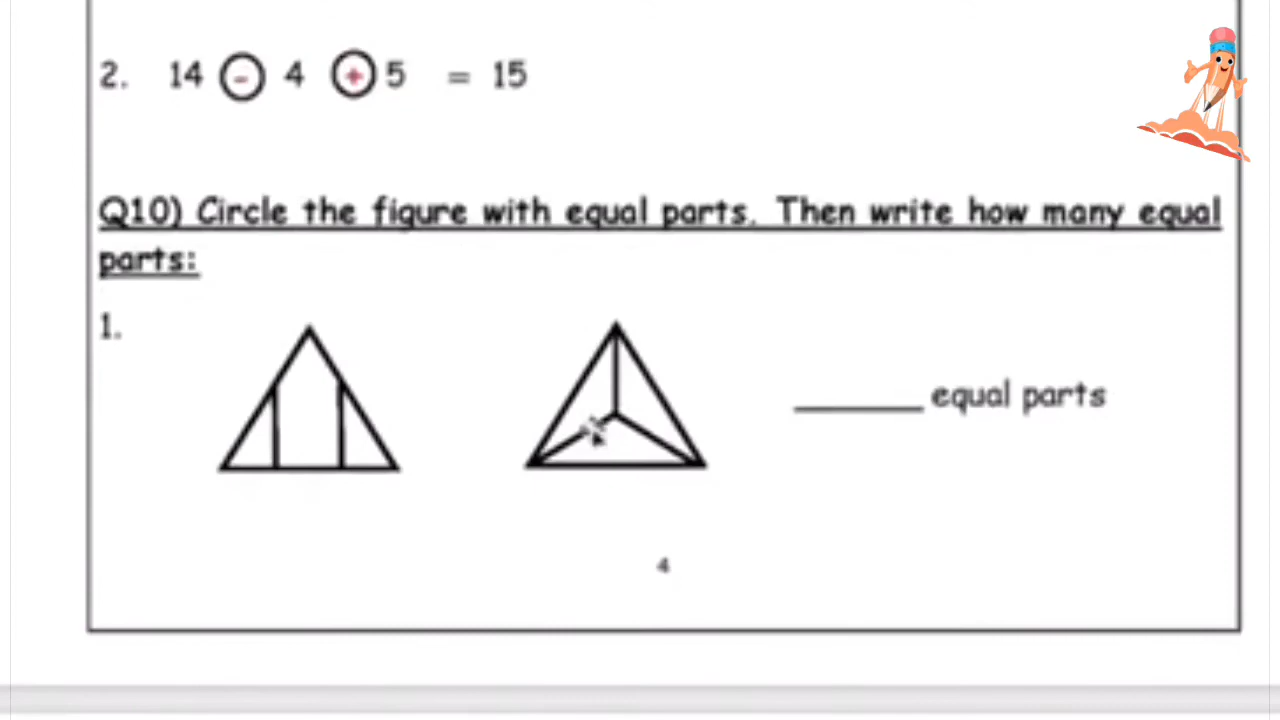 2. 14 - 4 + 5 = 15
Q10) Circle the figure with equal parts. Then write how many equal
parts:
1.
______ equal parts
4